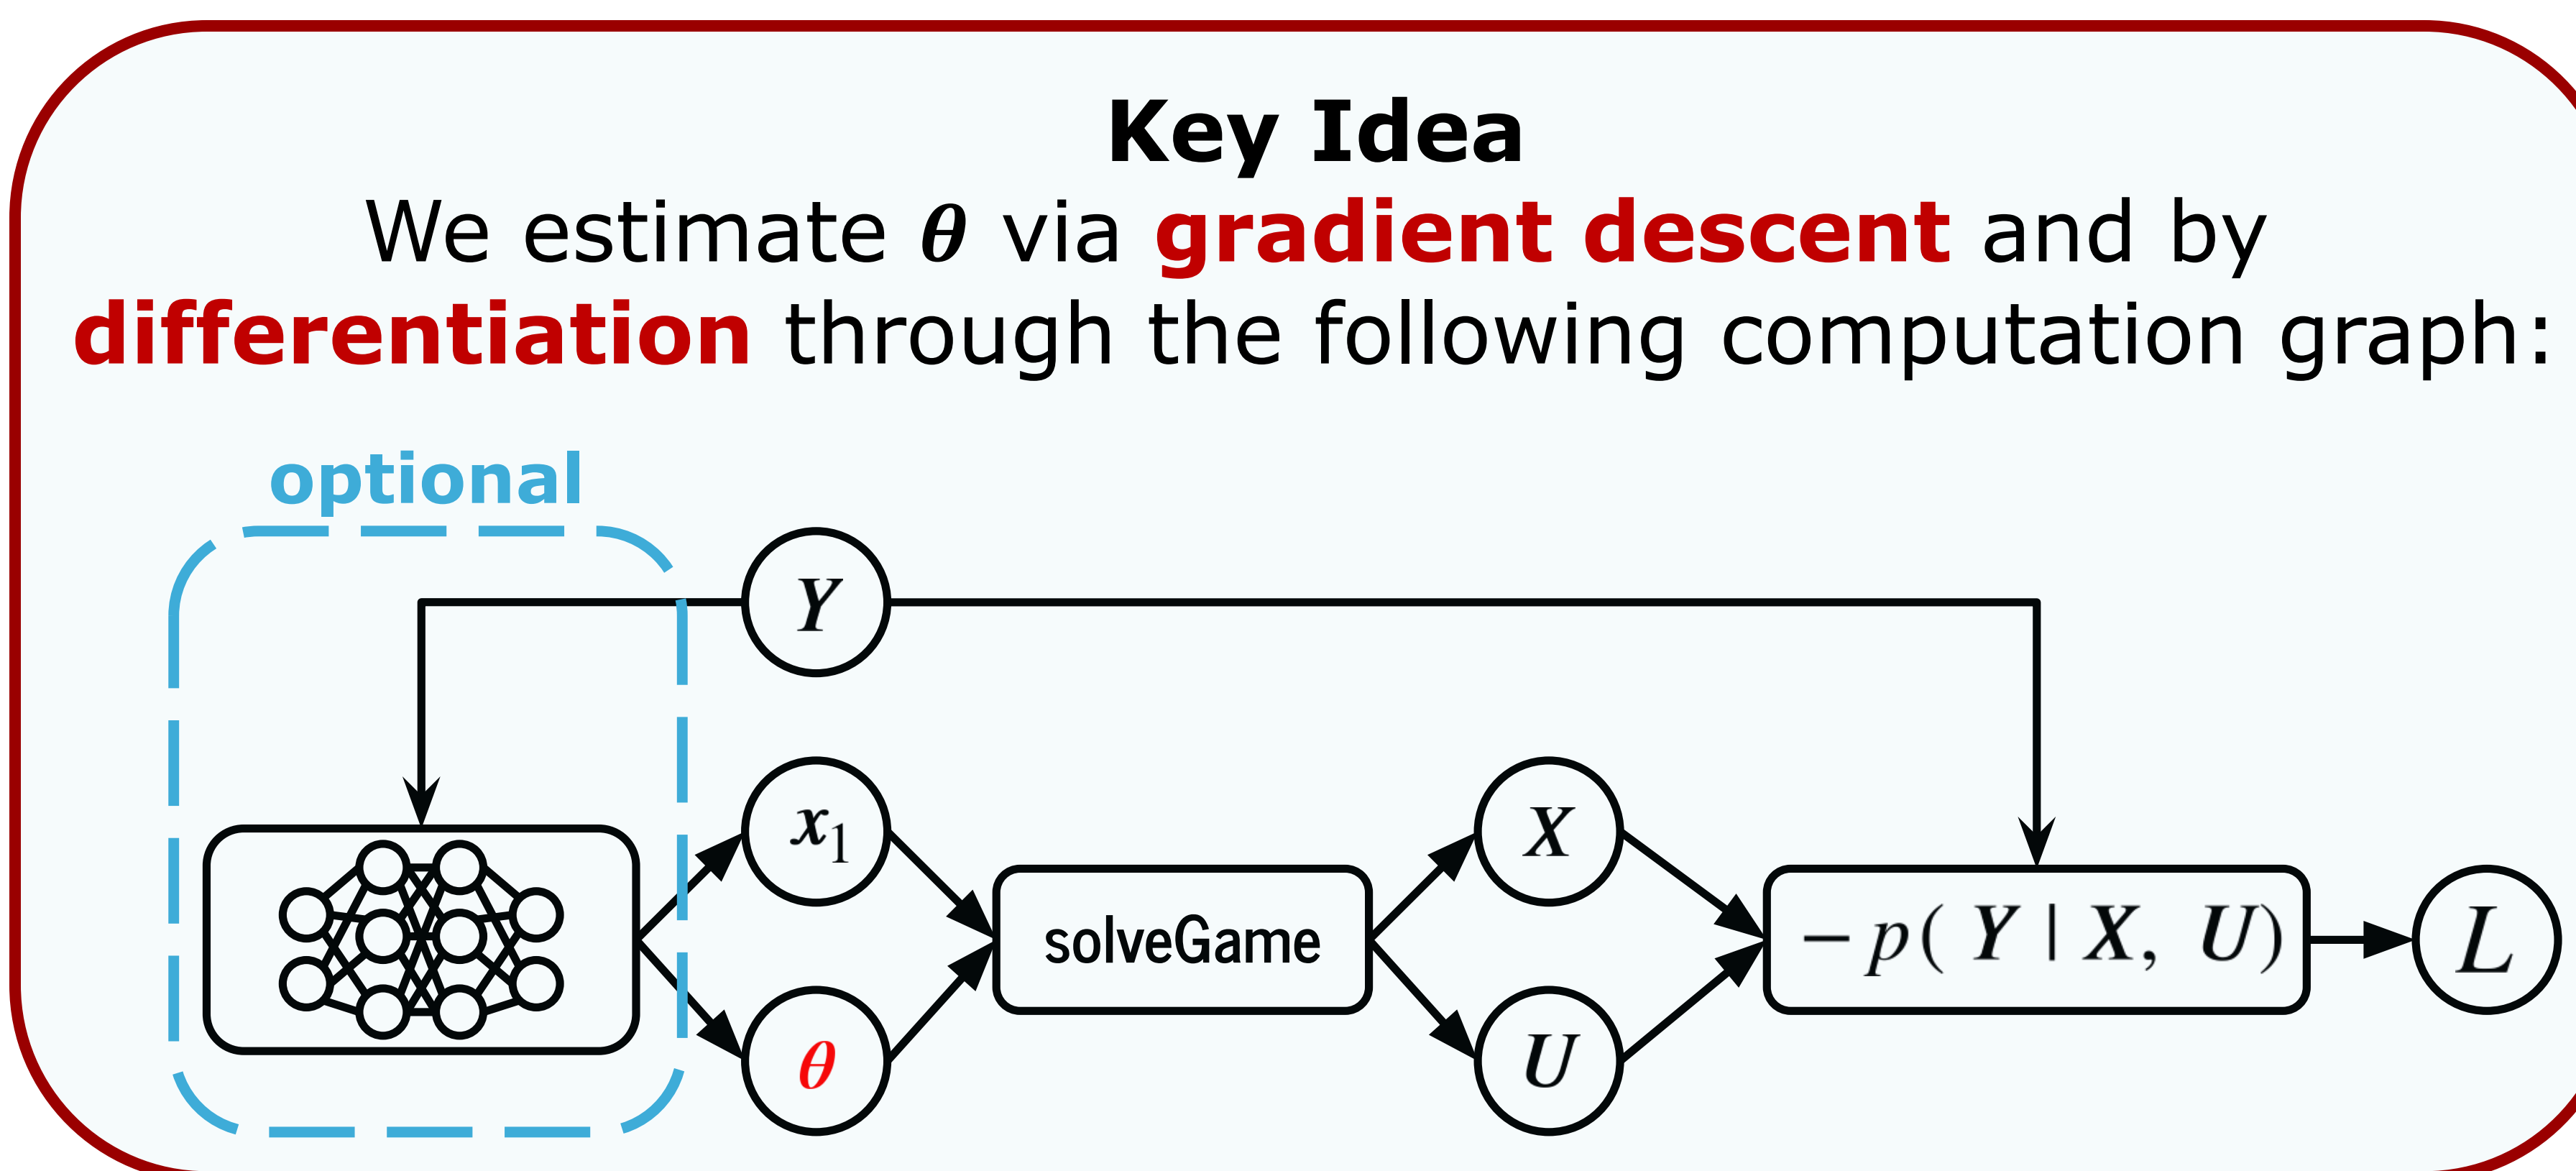 Key Idea
We estimate θ via gradient descent and by
differentiation through the following computation graph:
optional
Y
x₁
θ
solveGame
X
U
− p( Y | X, U)
L